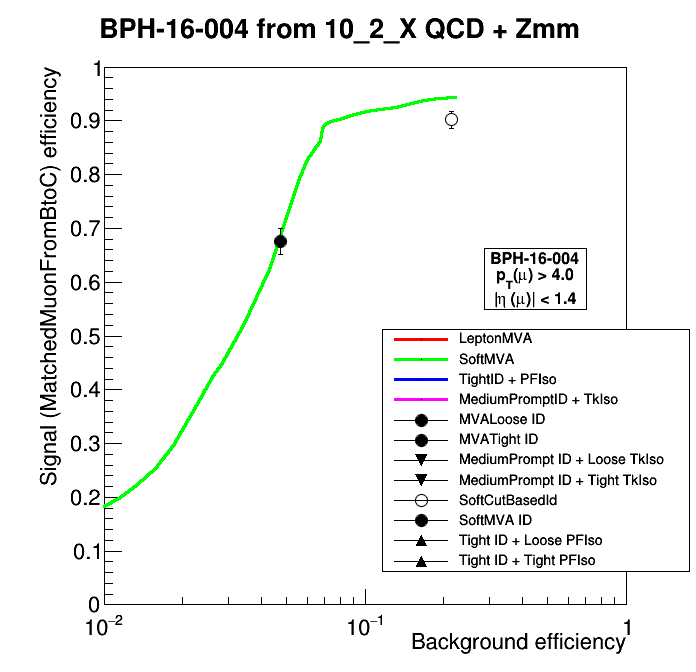 BPH-16-004 from 10_2_X QCD + Zmm
Signal (MatchedMuonFromBtoC) efficiency
1
0.9
0.8
0.7
0.6
0.5
0.4
0.3
0.2
0.1
0
BPH-16-004
p_T(μ) > 4.0
|η (μ)| < 1.4
LeptonMVA
SoftMVA
TightID + PFIso
MediumPromptID + TkIso
MVALoose ID
MVATight ID
MediumPrompt ID + Loose TkIso
MediumPrompt ID + Tight TkIso
SoftCutBasedId
SoftMVA ID
Tight ID + Loose PFIso
Tight ID + Tight PFIso
10⁻² 10⁻¹ 1
Background efficiency